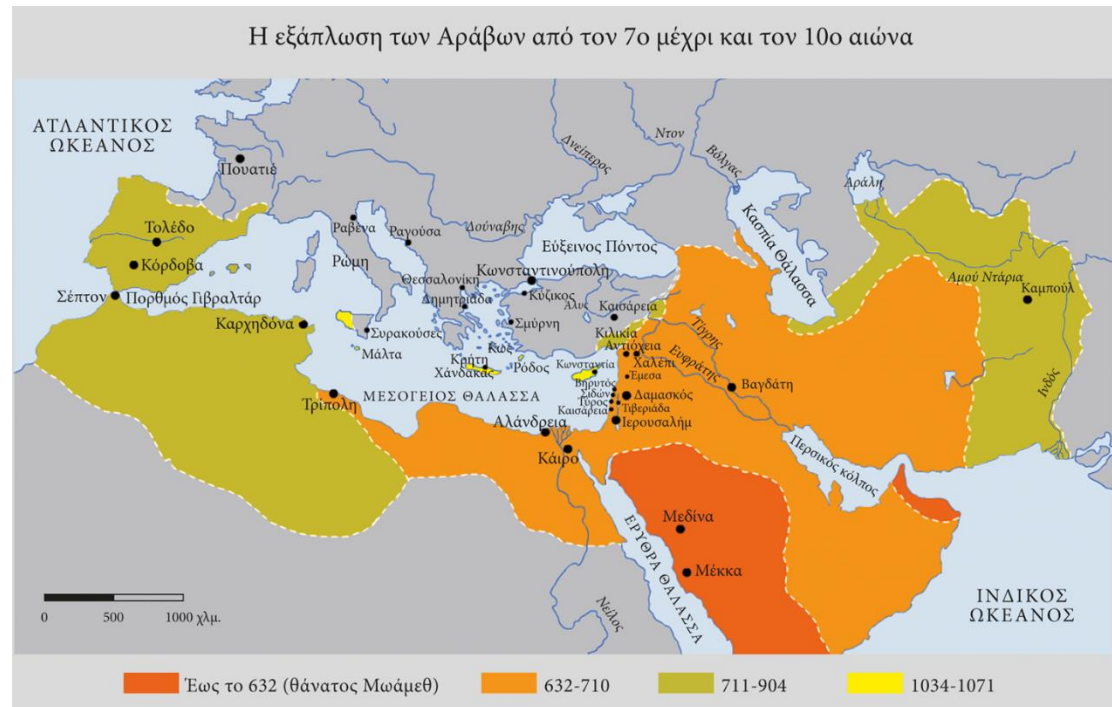 Η εξάπλωση των Αράβων από τον 7ο μέχρι και τον 10ο αιώνα
ΑΤΛΑΝΤΙΚΟΣ
ΩΚΕΑΝΟΣ
Πουατιέ
Δνείπερος
Ντον
Βόλγας
Αράλη
Τολέδο
Κόρδοβα
Σέπτον
Πορθμός Γιβραλτάρ
Καρχηδόνα
Ραβένα
Ραγούσα
Δούναβης
Ρώμη
Εύξεινος Πόντος
Κασπία Θάλασσα
Αμού Ντάρια
Καμπούλ
Ινδός
Θεσσαλονίκη
Κωνσταντινούπολη
Δημητριάδα
Κύζικος
Άλυς
Καισάρεια
Σμύρνη
Συρακούσες
Μάλτα
Κως
Κρήτη
Χάνδακας
Ρόδος
Κιλικία
Αντιόχεια
Χαλέπι
Τίγρης
Ευφράτης
Κωνσταντία
Έμεσα
Βηρυτός
Σιδών
Δαμασκός
Τύρος
Τιβεριάδα
Καισάρεια
Ιερουσαλήμ
Βαγδάτη
Τρίπολη
ΜΕΣΟΓΕΙΟΣ ΘΑΛΑΣΣΑ
Αλάνδρεια
Κάιρο
Περσικός κόλπος
Μεδίνα
Μέκκα
ΕΡΥΘΡΑ ΘΑΛΑΣΣΑ
Νείλος
ΙΝΔΙΚΟΣ
ΩΚΕΑΝΟΣ
0 500 1000 χλμ.
Έως το 632 (θάνατος Μωάμεθ) 632-710 711-904 1034-1071